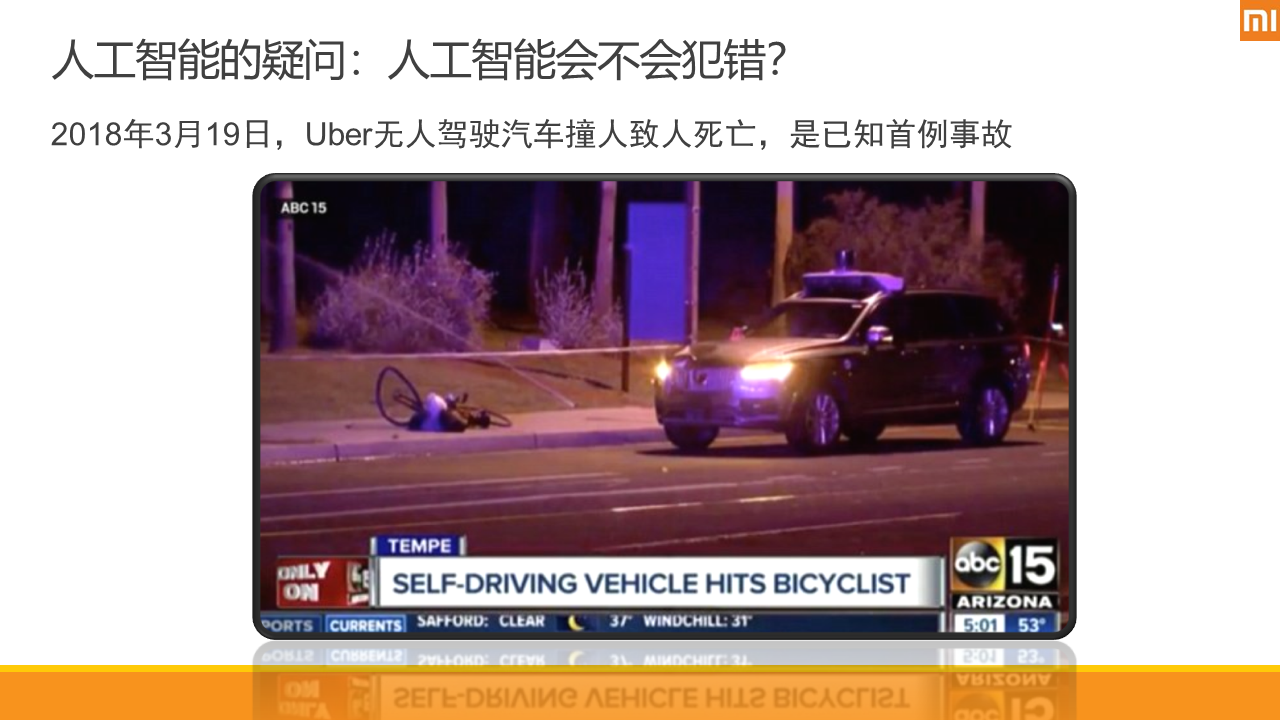 mi
人工智能的疑问：人工智能会不会犯错？
2018年3月19日，Uber无人驾驶汽车撞人致人死亡，是已知首例事故
ABC 15
TEMPE
ONLY
ON
SELF-DRIVING VEHICLE HITS BICYCLIST
abc 15
ARIZONA
PORTS CURRENTS SAFFORD: CLEAR 37° WINDCHILL: 31° 5:01 53°